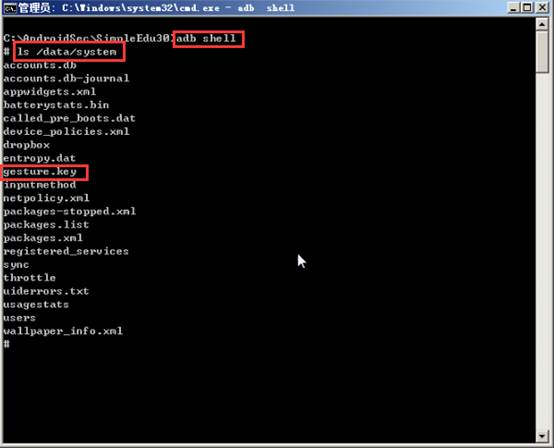 管理员: C:\Windows\system32\cmd.exe - adb  shell
C:\AndroidSec\SimpleEdu30>adb shell
# ls /data/system
accounts.db
accounts.db-journal
appwidgets.xml
batterystats.bin
called_pre_boots.dat
device_policies.xml
dropbox
entropy.dat
gesture.key
inputmethod
netpolicy.xml
packages-stopped.xml
packages.list
packages.xml
registered_services
sync
throttle
uiderrors.txt
usagestats
users
wallpaper_info.xml
#